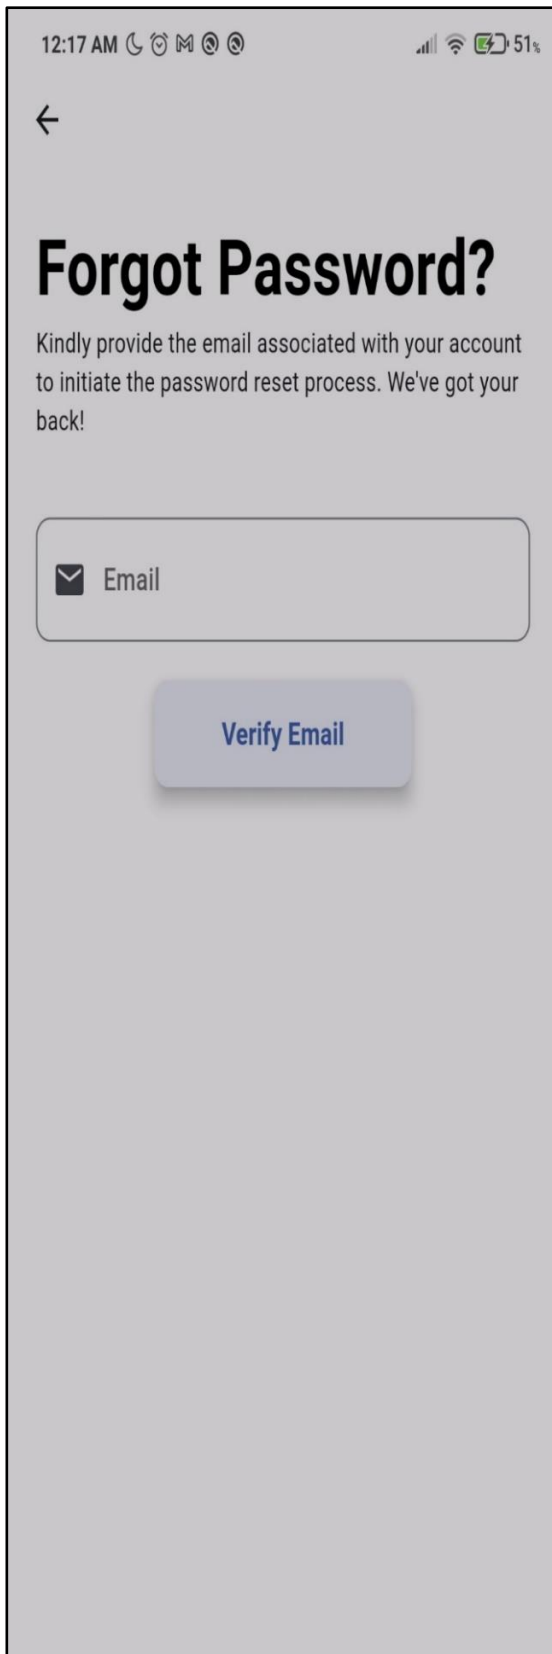 12:17 AM 51%
Forgot Password?
Kindly provide the email associated with your account
to initiate the password reset process. We've got your
back!
Email
Verify Email